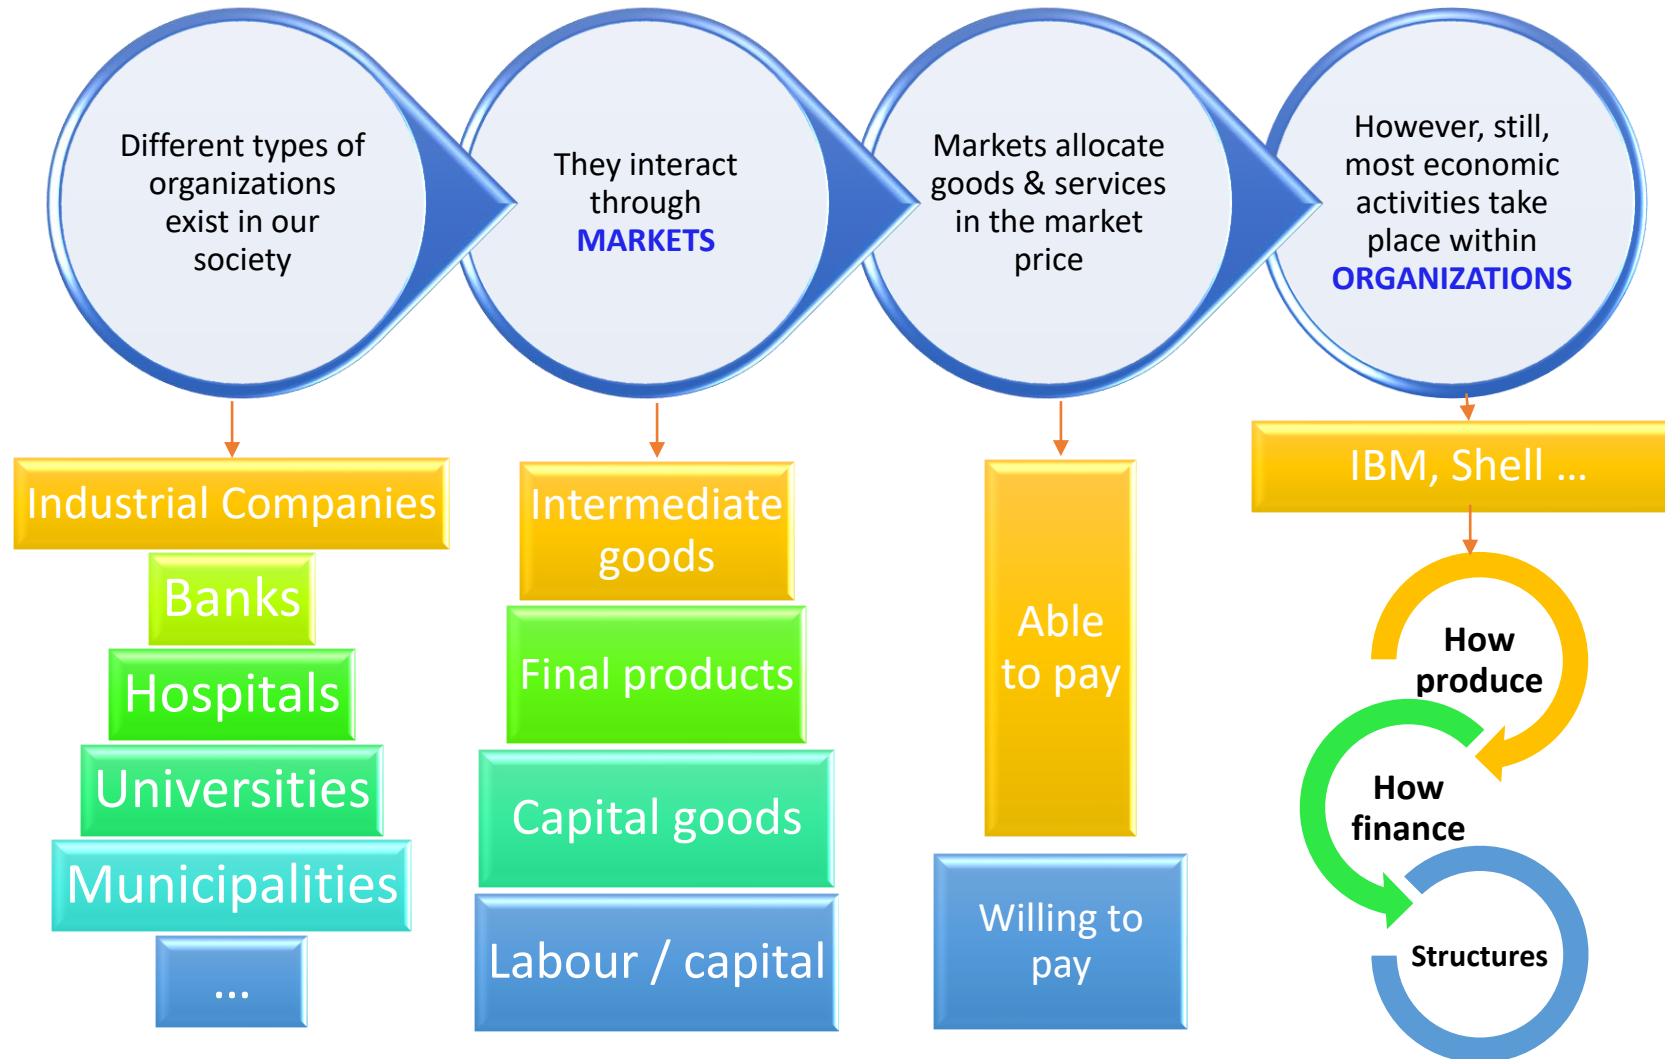 Different types of
organizations
exist in our
society
They interact
through
MARKETS
Markets allocate
goods & services
in the market
price
However, still,
most economic
activities take
place within
ORGANIZATIONS
Industrial Companies
Banks
Hospitals
Universities
Municipalities
...
Intermediate
goods
Final products
Capital goods
Labour / capital
Able
to pay
Willing to
pay
IBM, Shell ...
How
produce
How
finance
Structures